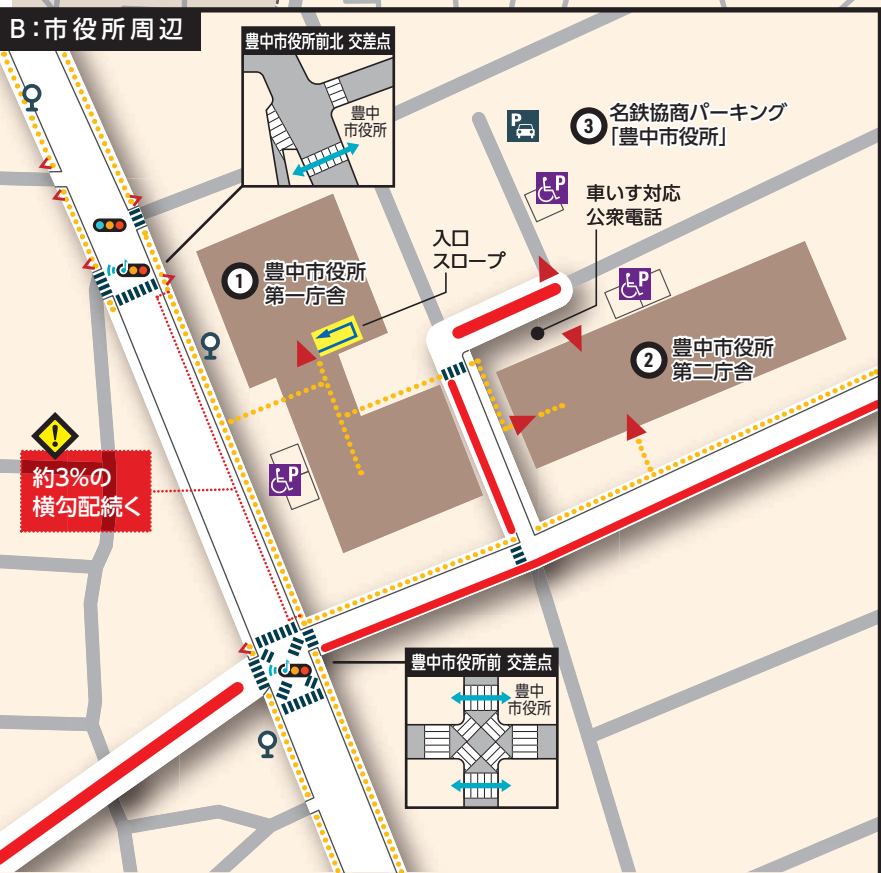 B：市役所周辺
豊中市役所前北 交差点
豊中
市役所
P
3
名鉄協商パーキング
「豊中市役所」
P
車いす対応
公衆電話
入口
スロープ
1
豊中市役所
第一庁舎
P
2
豊中市役所
第二庁舎
!
約3%の
横勾配続く
P
豊中市役所前 交差点
豊中
市役所